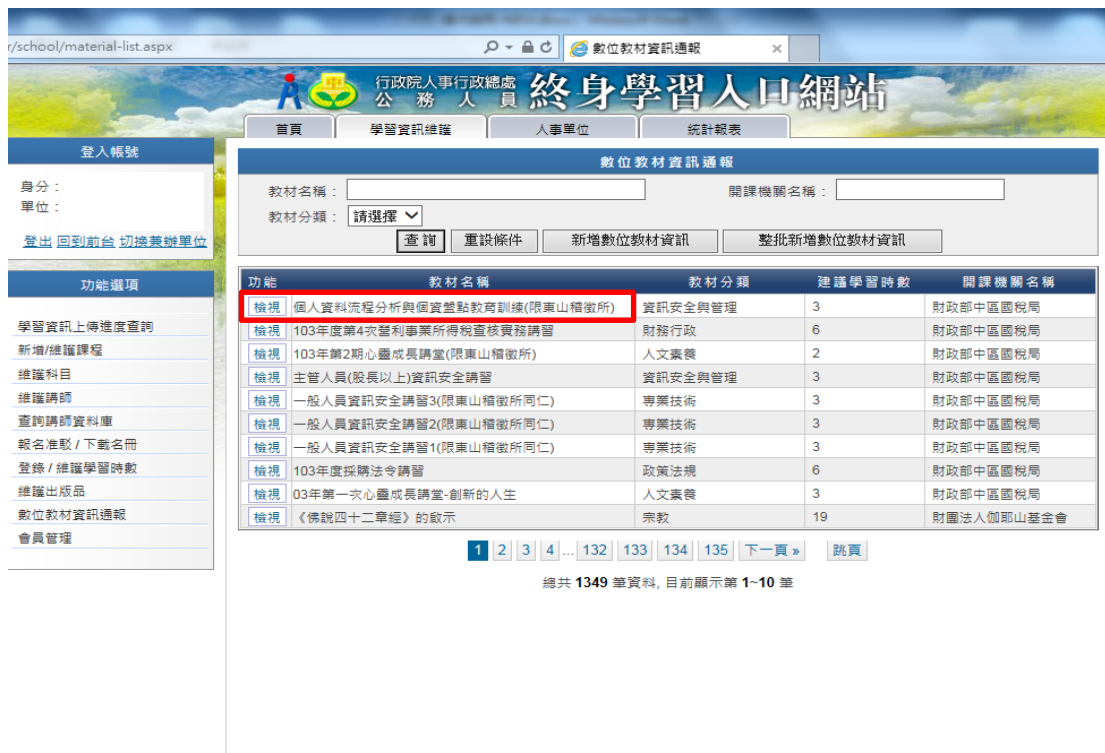 r/school/material-list.aspx
數位教材資訊通報
行政院人事行政總處
公務人員
終身學習入口網站
首頁 學習資訊維護 人事單位 統計報表
登入帳號
身分：
單位：
登出 回到前台 切換兼辦單位
功能選項
學習資訊上傳進度查詢
新增/維護課程
維護科目
維護講師
查詢講師資料庫
報名准駁 / 下載名冊
登錄 / 維護學習時數
維護出版品
數位教材資訊通報
會員管理
數位教材資訊通報
教材名稱： 開課機關名稱：
教材分類： 請選擇
查詢 重設條件 新增數位教材資訊 整批新增數位教材資訊
功能 教材名稱 教材分類 建議學習時數 開課機關名稱
檢視 個人資料流程分析與個資盤點教育訓練(限東山稽徵所) 資訊安全與管理 3 財政部中區國稅局
檢視 103年度第4次營利事業所得稅查核實務講習 財務行政 6 財政部中區國稅局
檢視 103年第2期心靈成長講堂(限東山稽徵所) 人文素養 2 財政部中區國稅局
檢視 主管人員(股長以上)資訊安全講習 資訊安全與管理 3 財政部中區國稅局
檢視 一般人員資訊安全講習3(限東山稽徵所同仁) 專業技術 3 財政部中區國稅局
檢視 一般人員資訊安全講習2(限東山稽徵所同仁) 專業技術 3 財政部中區國稅局
檢視 一般人員資訊安全講習1(限東山稽徵所同仁) 專業技術 3 財政部中區國稅局
檢視 103年度採購法令講習 政策法規 6 財政部中區國稅局
檢視 03年第一次心靈成長講堂-創新的人生 人文素養 3 財政部中區國稅局
檢視 《佛說四十二章經》的啟示 宗教 19 財團法人伽耶山基金會
1 2 3 4 ... 132 133 134 135 下一頁 » 跳頁
總共 1349 筆資料, 目前顯示第 1~10 筆